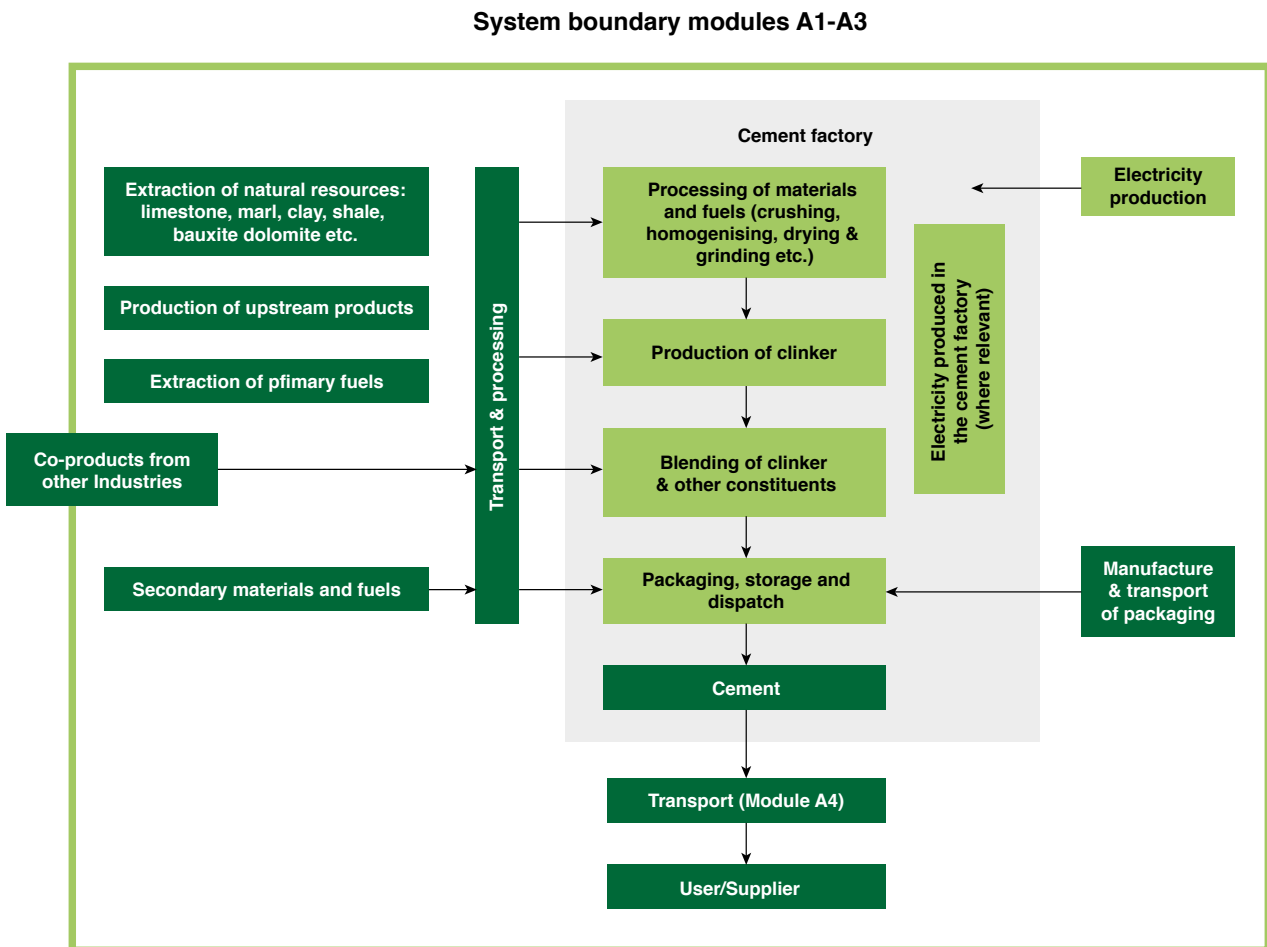 System boundary modules A1-A3
Cement factory
Extraction of natural resources:
limestone, marl, clay, shale,
bauxite dolomite etc.
Production of upstream products
Extraction of pfimary fuels
Co-products from
other Industries
Secondary materials and fuels
Transport & processing
Processing of materials
and fuels (crushing,
homogenising, drying &
grinding etc.)
Production of clinker
Blending of clinker
& other constituents
Packaging, storage and
dispatch
Cement
Transport (Module A4)
User/Supplier
Electricity produced in
the cement factory
(where relevant)
Electricity
production
Manufacture
& transport
of packaging